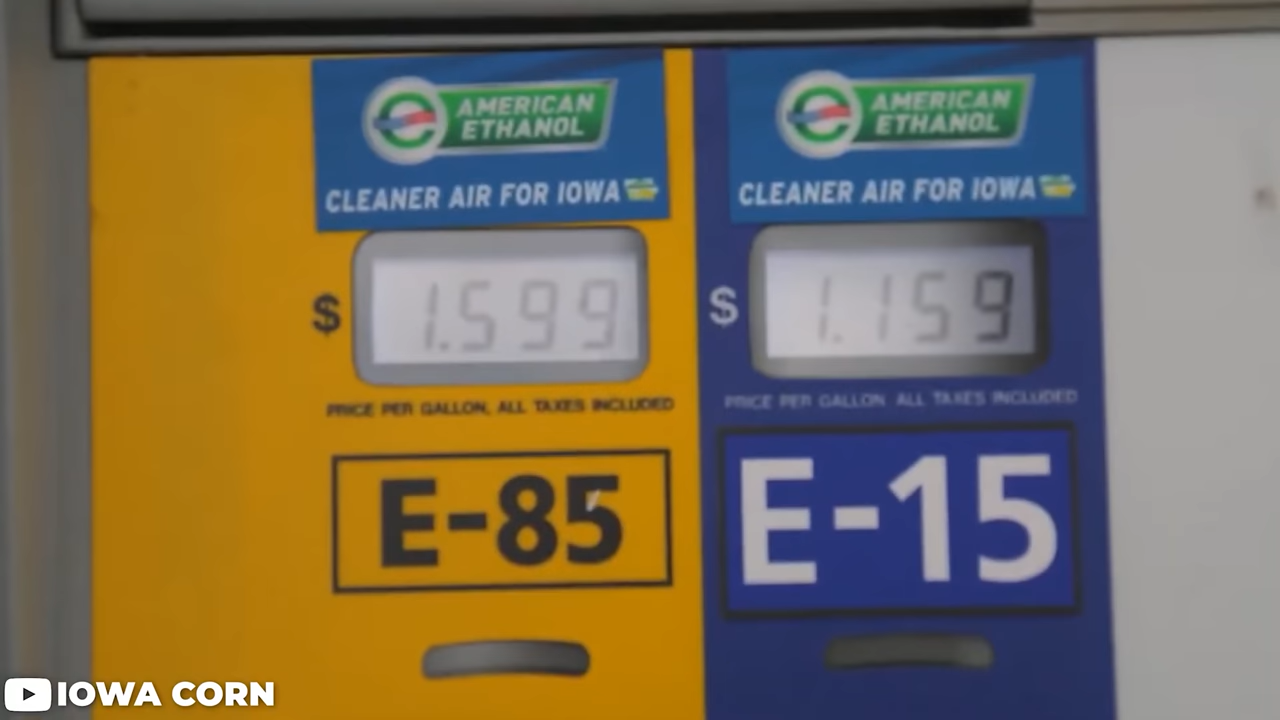 AMERICAN
ETHANOL
CLEANER AIR FOR IOWA
$ 1.599
PRICE PER GALLON, ALL TAXES INCLUDED
E-85
AMERICAN
ETHANOL
CLEANER AIR FOR IOWA
$ 1.159
PRICE PER GALLON ALL TAXES INCLUDED
E-15
IOWA CORN